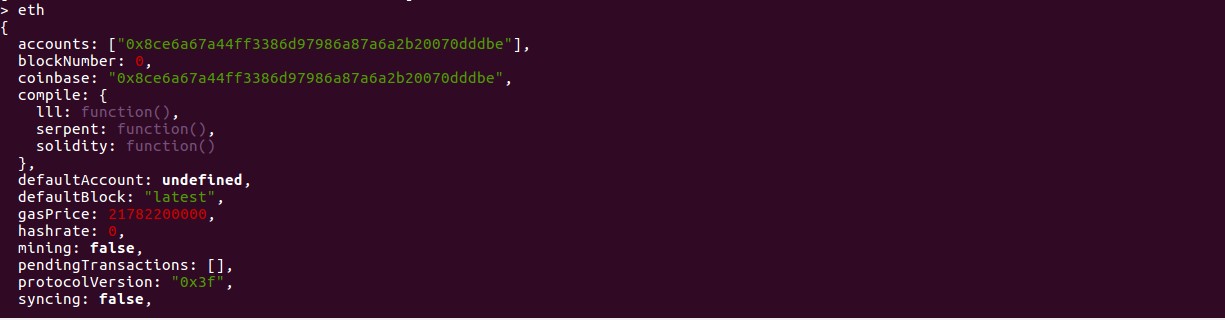 > eth
{
  accounts: ["0x8ce6a67a44ff3386d97986a87a6a2b20070dddbe"],
  blockNumber: 0,
  coinbase: "0x8ce6a67a44ff3386d97986a87a6a2b20070dddbe",
  compile: {
    lll: function(),
    serpent: function(),
    solidity: function()
  },
  defaultAccount: undefined,
  defaultBlock: "latest",
  gasPrice: 21782200000,
  hashrate: 0,
  mining: false,
  pendingTransactions: [],
  protocolVersion: "0x3f",
  syncing: false,